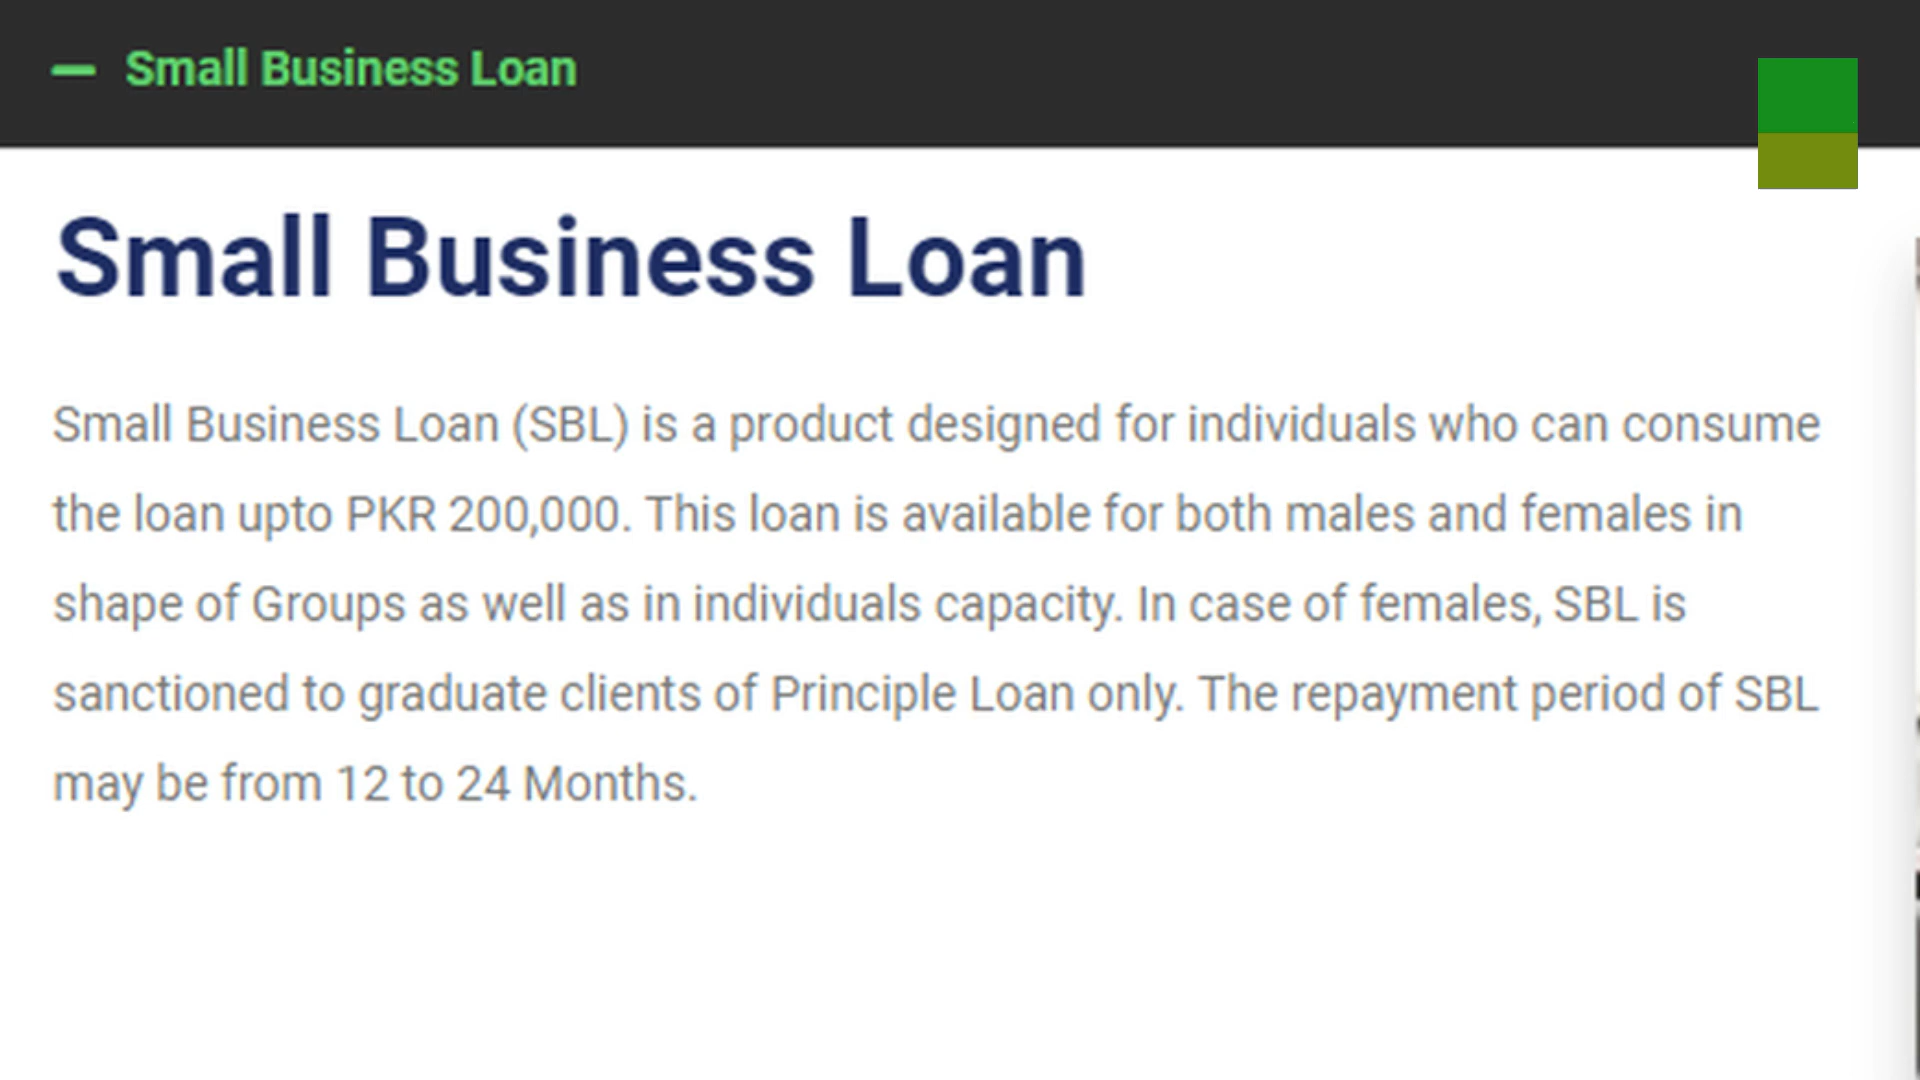 Small Business Loan
Small Business Loan
Small Business Loan (SBL) is a product designed for individuals who can consume
the loan upto PKR 200,000. This loan is available for both males and females in
shape of Groups as well as in individuals capacity. In case of females, SBL is
sanctioned to graduate clients of Principle Loan only. The repayment period of SBL
may be from 12 to 24 Months.